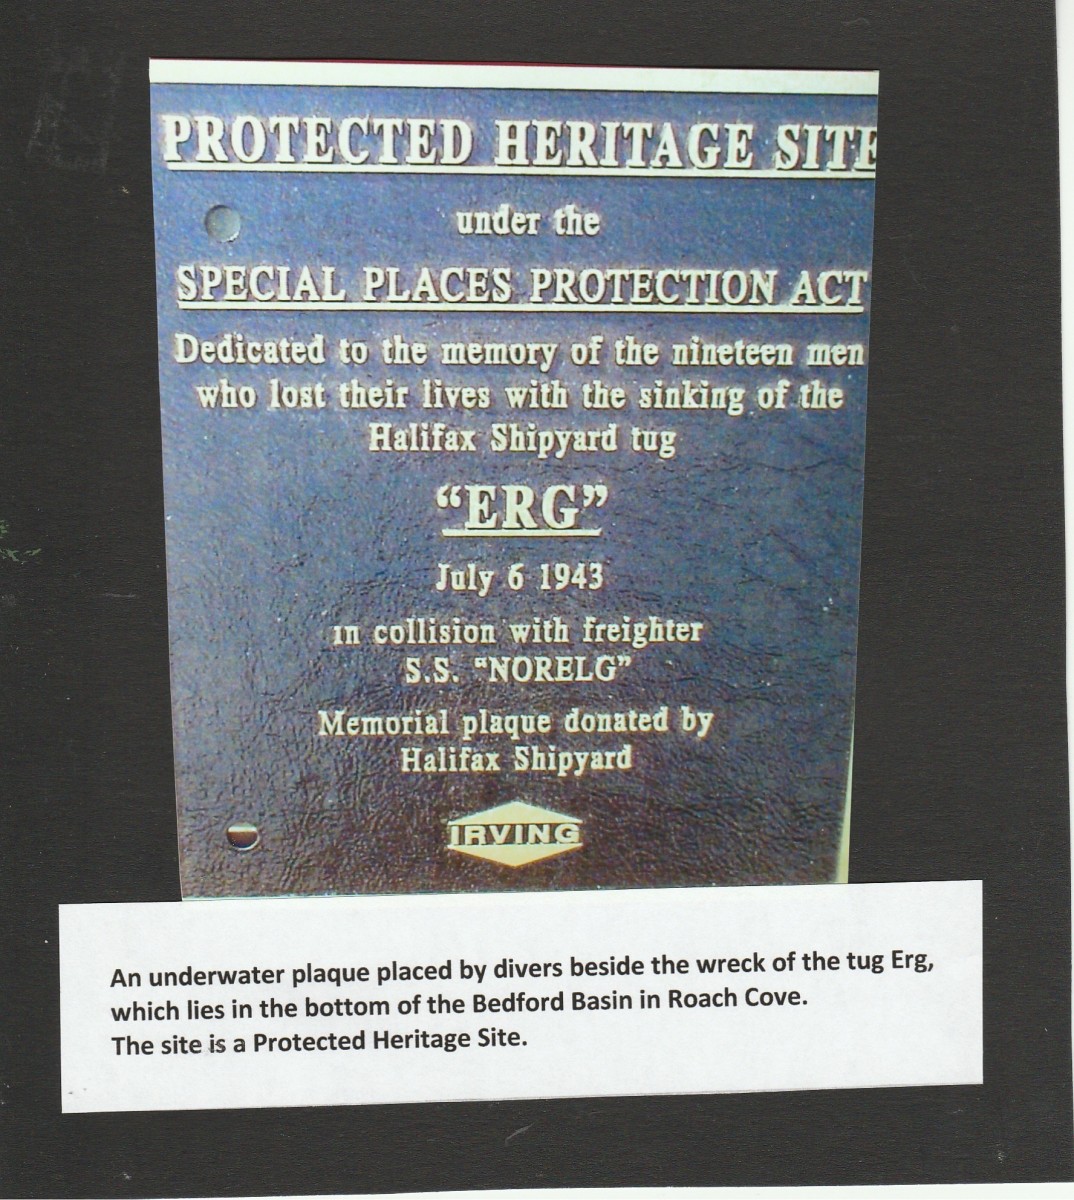 PROTECTED HERITAGE SITE
under the
SPECIAL PLACES PROTECTION ACT
Dedicated to the memory of the nineteen men
who lost their lives with the sinking of the
Halifax Shipyard tug
“ERG”
July 6 1943
in collision with freighter
S.S. “NORELG”
Memorial plaque donated by
Halifax Shipyard
IRVING
An underwater plaque placed by divers beside the wreck of the tug Erg,
which lies in the bottom of the Bedford Basin in Roach Cove.
The site is a Protected Heritage Site.